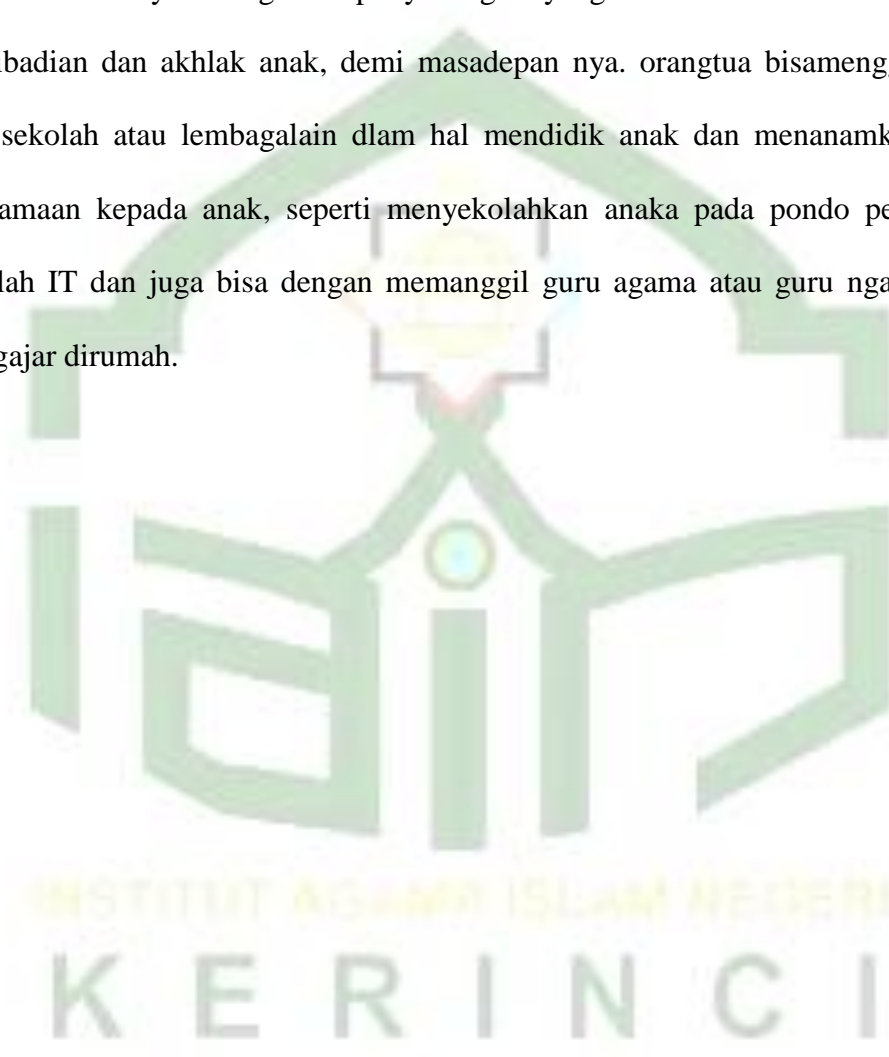 ibadian dan akhlak anak, demi masadepan nya. orangtua bisameng
sekolah atau lembagalain dlam hal mendidik anak dan menanamk
amaan kepada anak, seperti menyekolahkan anaka pada pondo pe
lah IT dan juga bisa dengan memanggil guru agama atau guru nga
gajar dirumah.
INSTITUT AGAMA ISLAM NEGERI
KERINCI